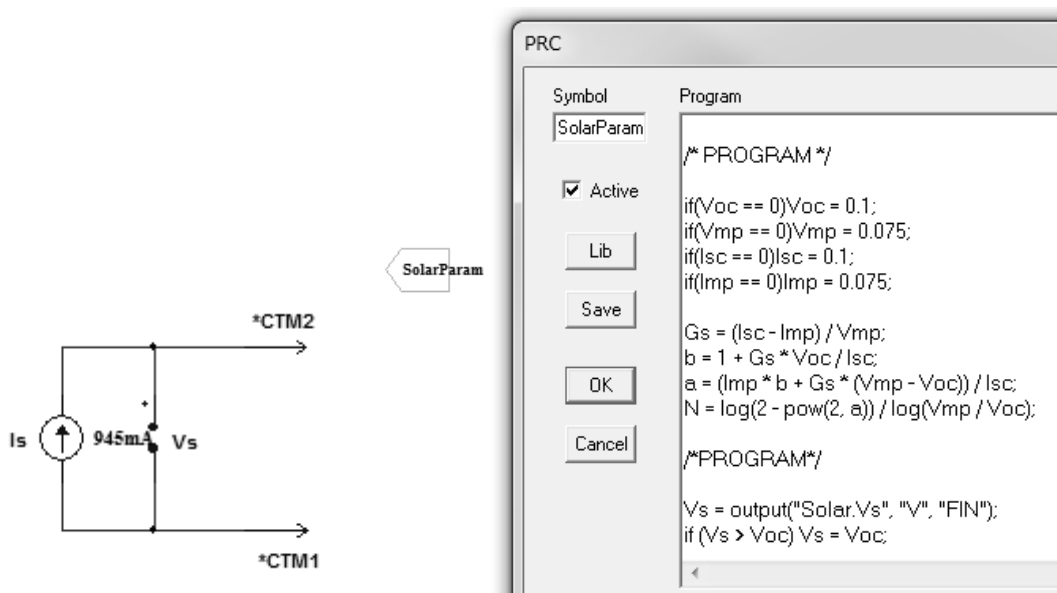 SolarParam
*CTM2
Is
945mA
Vs
*CTM1
PRC
Symbol
SolarParam
Active
Lib
Save
OK
Cancel
Program
/* PROGRAM */
if(Voc == 0)Voc = 0.1;
if(Vmp == 0)Vmp = 0.075;
if(Isc == 0)Isc = 0.1;
if(Imp == 0)Imp = 0.075;
Gs = (Isc - Imp) / Vmp;
b = 1 + Gs * Voc / Isc;
a = (Imp * b + Gs * (Vmp - Voc)) / Isc;
N = log(2 - pow(2, a)) / log(Vmp / Voc);
/*PROGRAM*/
Vs = output("Solar.Vs", "V", "FIN");
if (Vs > Voc) Vs = Voc;